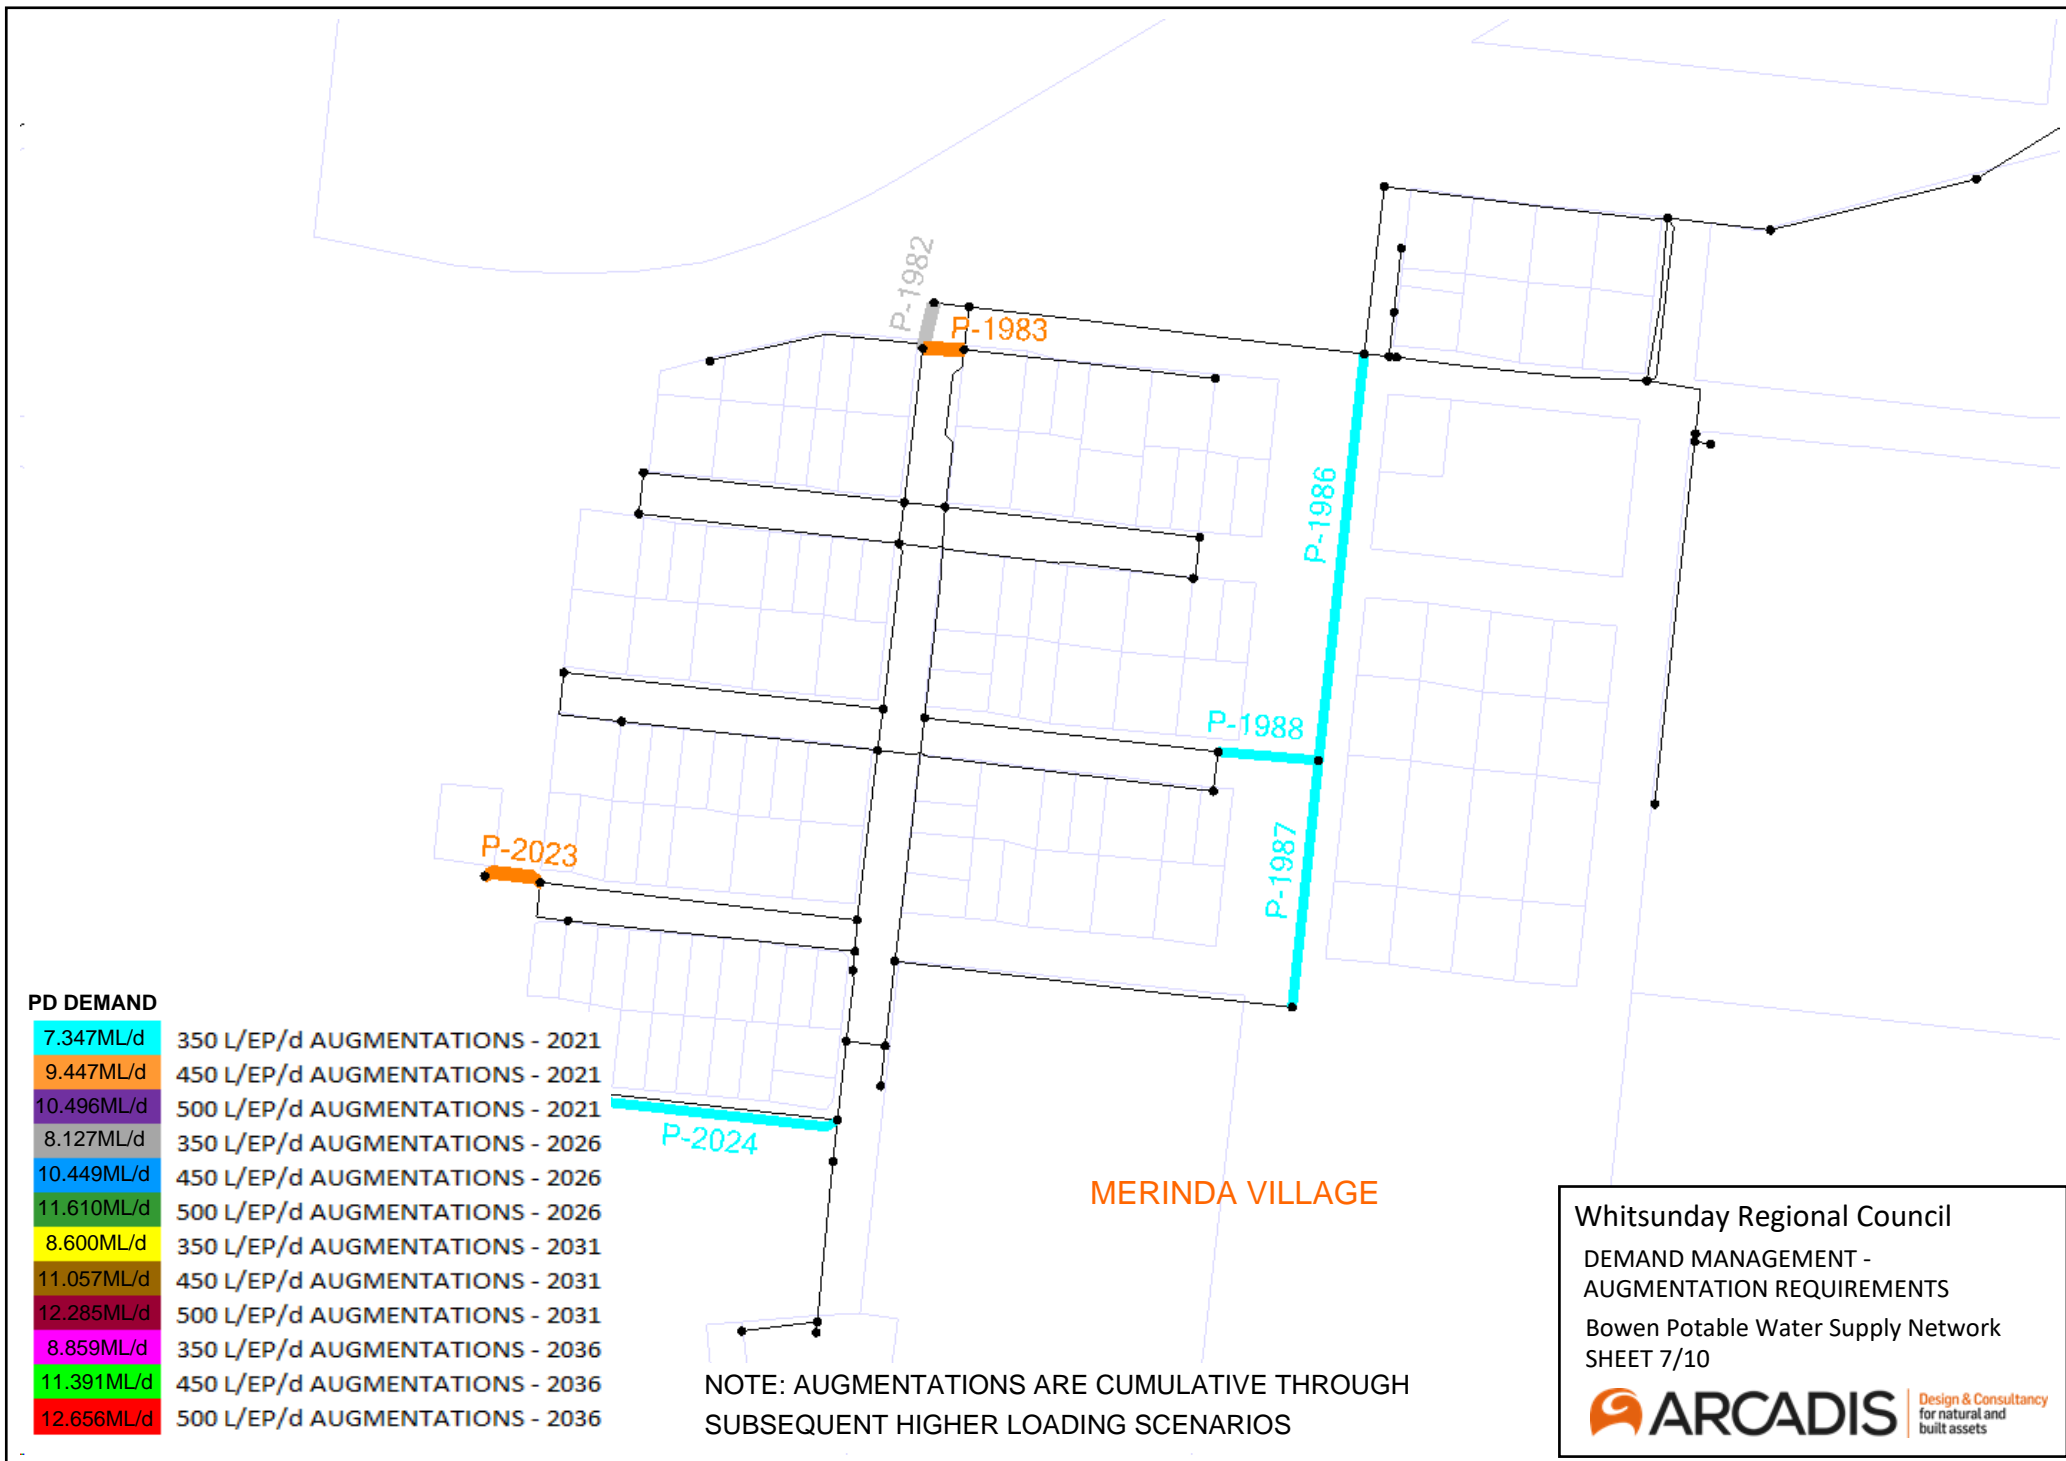 P-1982
P-1983
P-1986
P-1988
P-1987
P-2023
P-2024
PD DEMAND
7.347ML/d 350 L/EP/d AUGMENTATIONS - 2021
9.447ML/d 450 L/EP/d AUGMENTATIONS - 2021
10.496ML/d 500 L/EP/d AUGMENTATIONS - 2021
8.127ML/d 350 L/EP/d AUGMENTATIONS - 2026
10.449ML/d 450 L/EP/d AUGMENTATIONS - 2026
11.610ML/d 500 L/EP/d AUGMENTATIONS - 2026
8.600ML/d 350 L/EP/d AUGMENTATIONS - 2031
11.057ML/d 450 L/EP/d AUGMENTATIONS - 2031
12.285ML/d 500 L/EP/d AUGMENTATIONS - 2031
8.859ML/d 350 L/EP/d AUGMENTATIONS - 2036
11.391ML/d 450 L/EP/d AUGMENTATIONS - 2036
12.656ML/d 500 L/EP/d AUGMENTATIONS - 2036
MERINDA VILLAGE
NOTE: AUGMENTATIONS ARE CUMULATIVE THROUGH
SUBSEQUENT HIGHER LOADING SCENARIOS
Whitsunday Regional Council
DEMAND MANAGEMENT -
AUGMENTATION REQUIREMENTS
Bowen Potable Water Supply Network
SHEET 7/10
ARCADIS
Design & Consultancy
for natural and
built assets